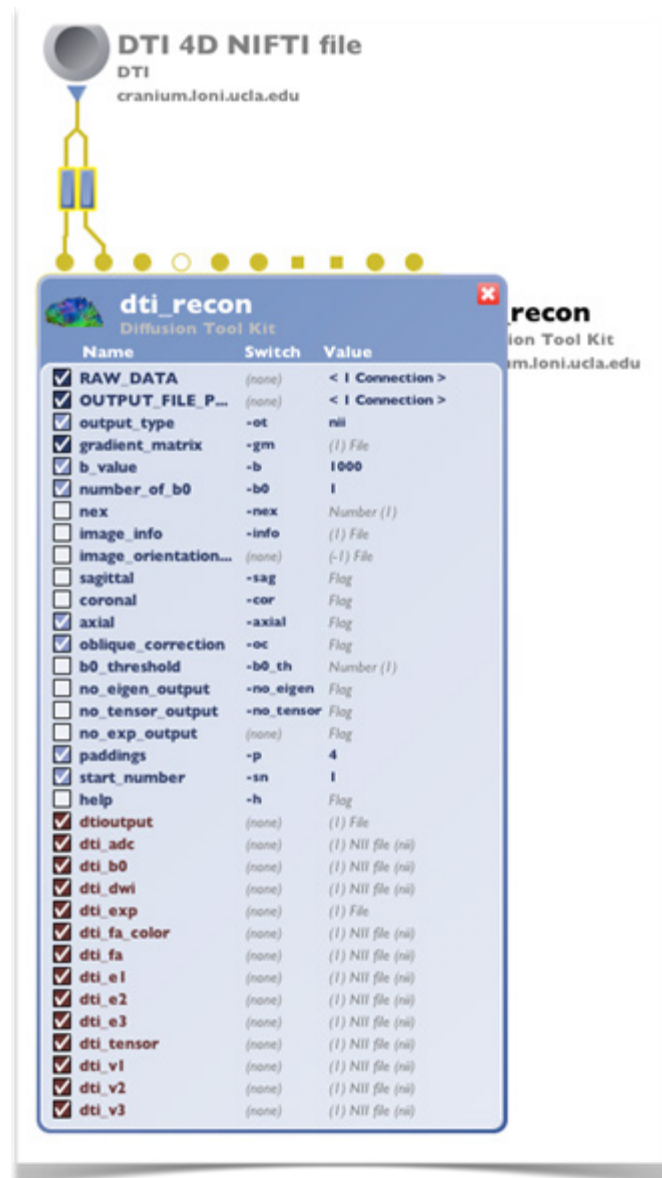 DTI 4D NIFTI file
DTI
cranium.loni.ucla.edu
dti_recon
Diffusion Tool Kit
_recon
ion Tool Kit
m.loni.ucla.edu
Name Switch Value
RAW_DATA (none) < 1 Connection >
OUTPUT_FILE_P... (none) < 1 Connection >
output_type -ot nii
gradient_matrix -gm (1) File
b_value -b 1000
number_of_b0 -b0 1
nex -nex Number (1)
image_info -info (1) File
image_orientation... (none) (-1) File
sagittal -sag Flag
coronal -cor Flag
axial -axial Flag
oblique_correction -oc Flag
b0_threshold -b0_th Number (1)
no_eigen_output -no_eigen Flag
no_tensor_output -no_tensor Flag
no_exp_output (none) Flag
paddings -p 4
start_number -sn 1
help -h Flag
dtioutput (none) (1) File
dti_adc (none) (1) NII file (nii)
dti_b0 (none) (1) NII file (nii)
dti_dwi (none) (1) NII file (nii)
dti_exp (none) (1) File
dti_fa_color (none) (1) NII file (nii)
dti_fa (none) (1) NII file (nii)
dti_e1 (none) (1) NII file (nii)
dti_e2 (none) (1) NII file (nii)
dti_e3 (none) (1) NII file (nii)
dti_tensor (none) (1) NII file (nii)
dti_v1 (none) (1) NII file (nii)
dti_v2 (none) (1) NII file (nii)
dti_v3 (none) (1) NII file (nii)